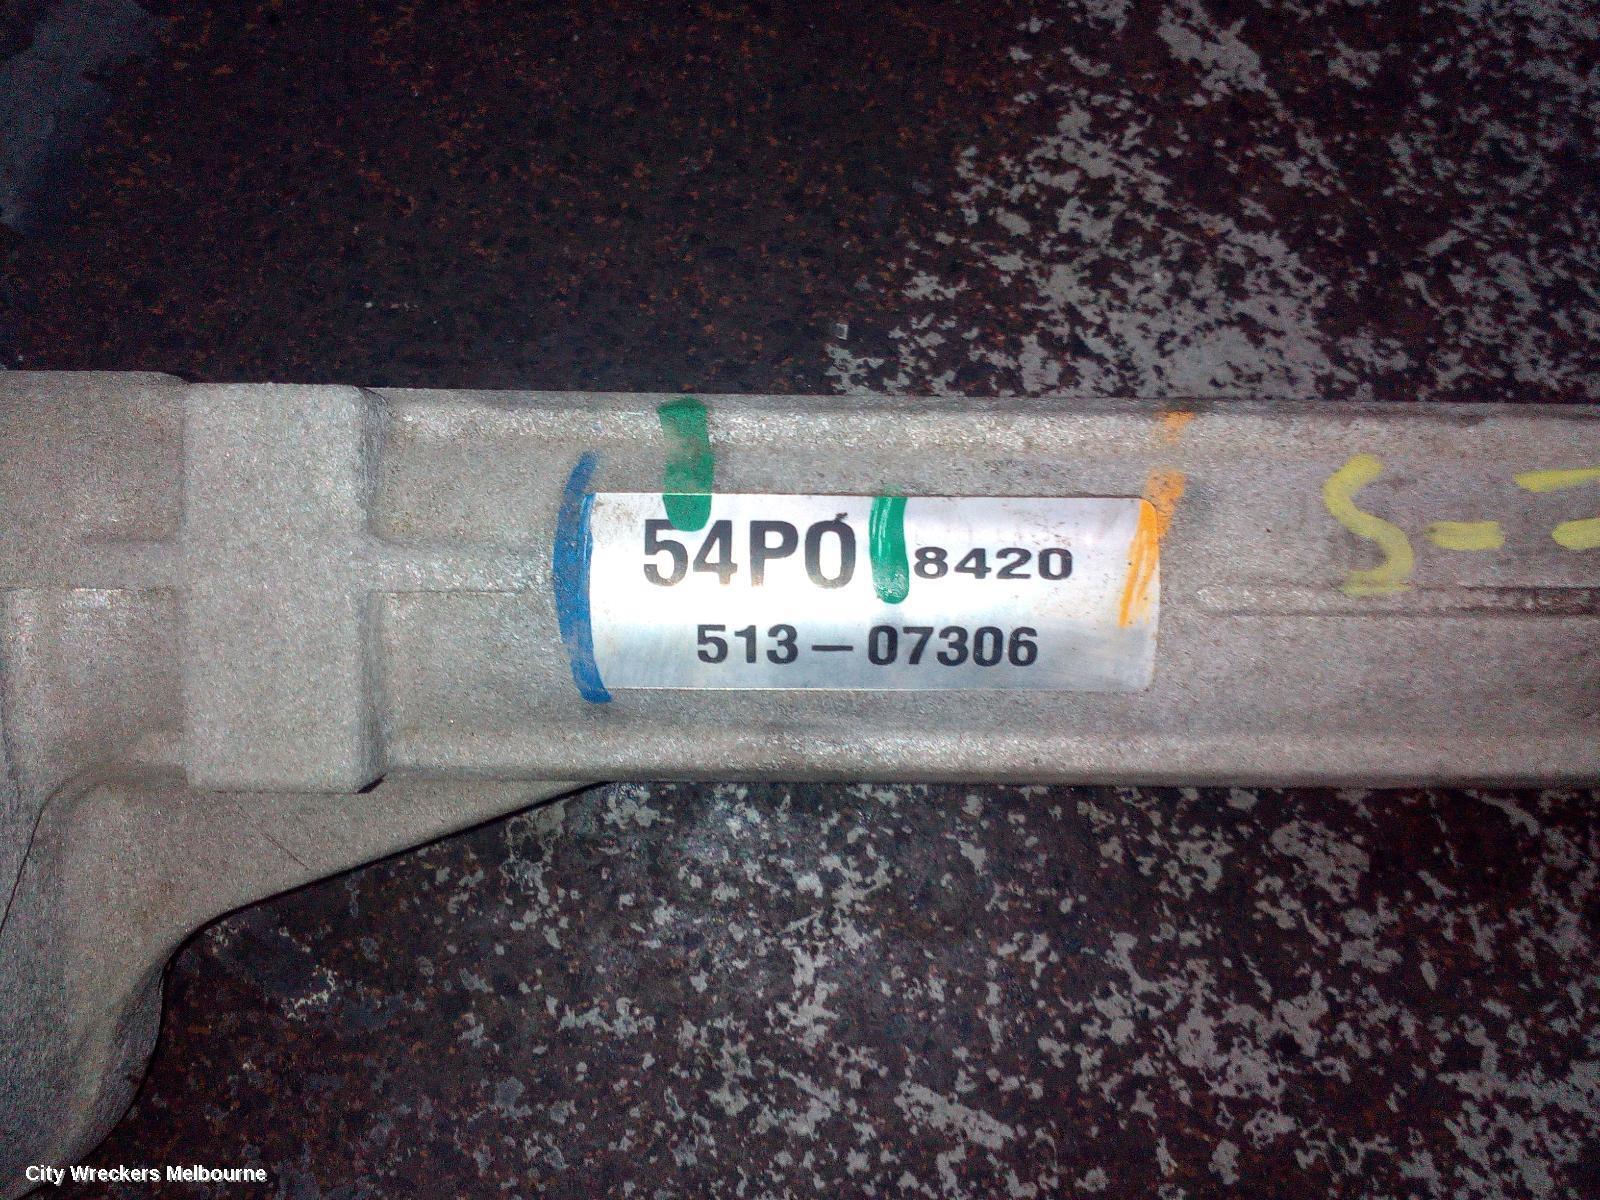 54P0 8420
513-07306
S--
City Wreckers Melbourne